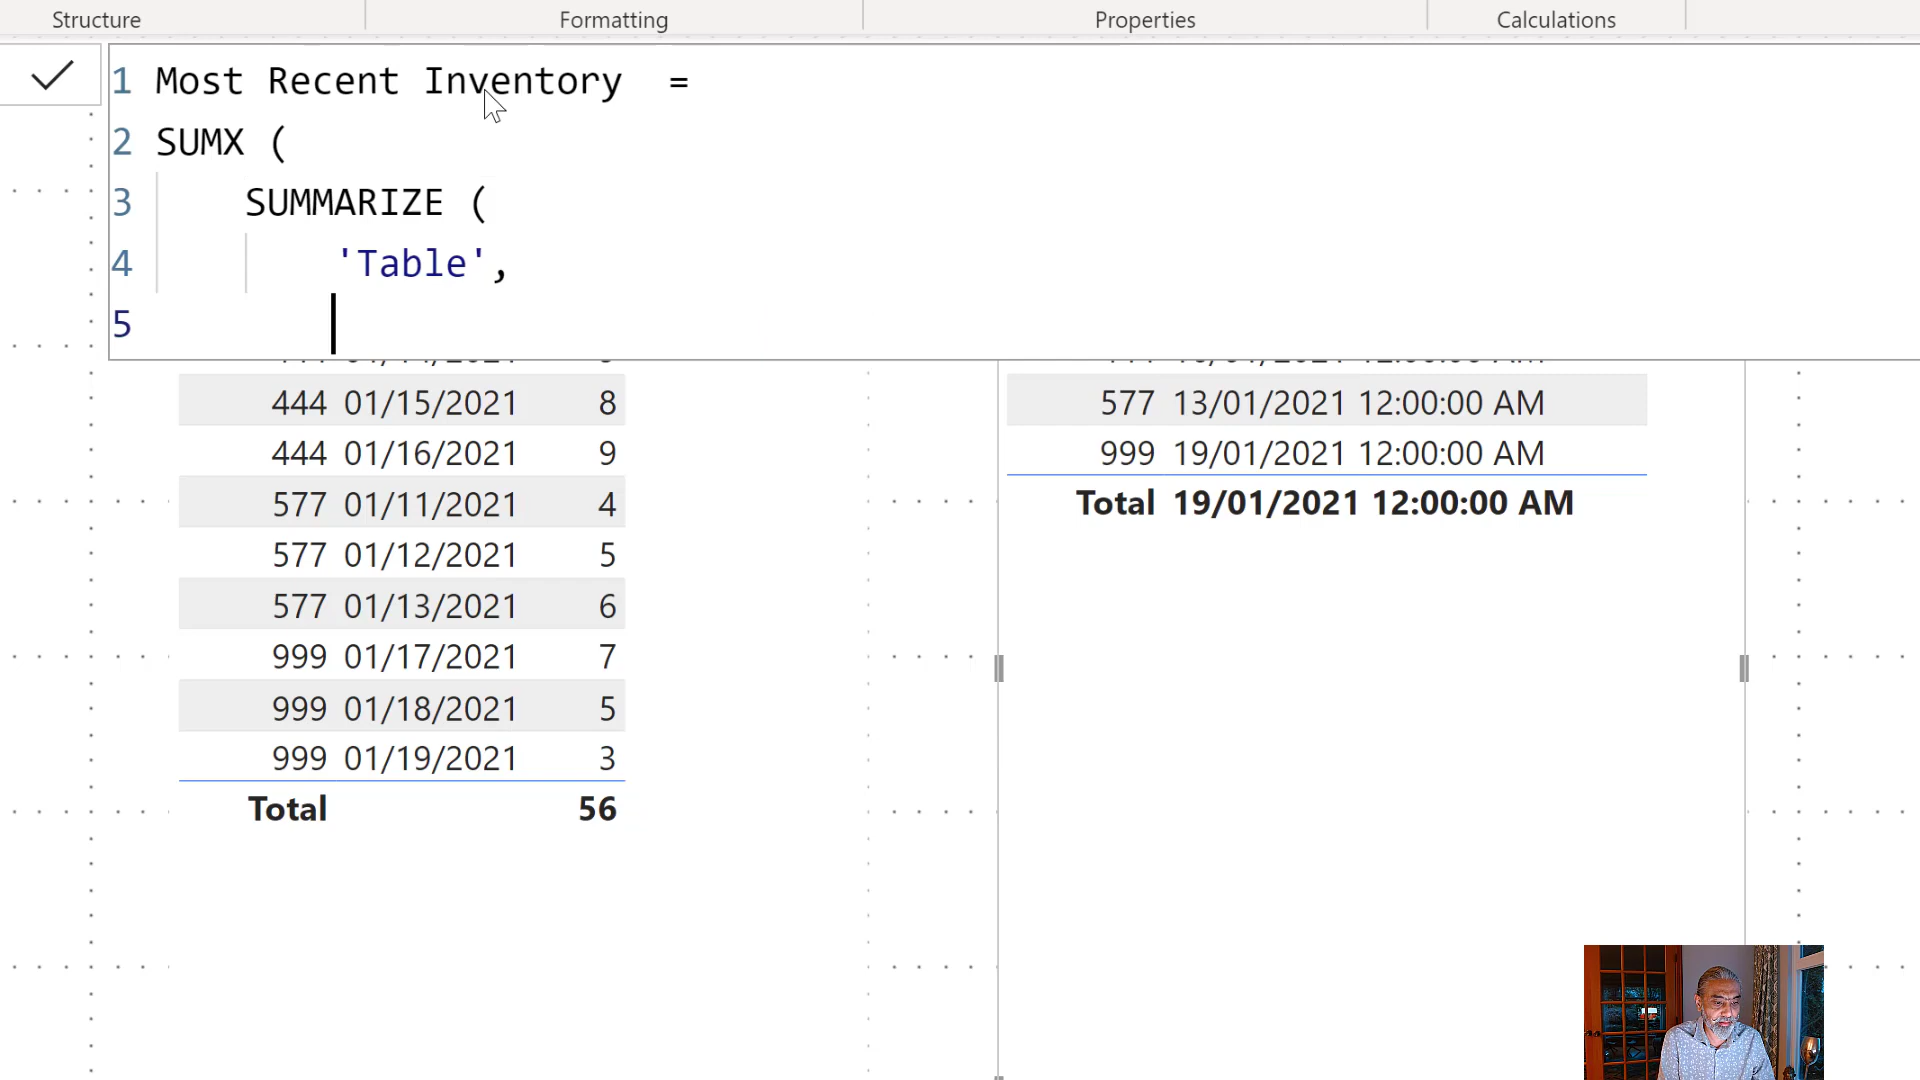 Structure Formatting Properties Calculations
1 Most Recent Inventory =
2 SUMX (
3 SUMMARIZE (
4 'Table',
5
444 01/15/2021 8 577 13/01/2021 12:00:00 AM
444 01/16/2021 9 999 19/01/2021 12:00:00 AM
577 01/11/2021 4 Total 19/01/2021 12:00:00 AM
577 01/12/2021 5
577 01/13/2021 6
999 01/17/2021 7
999 01/18/2021 5
999 01/19/2021 3
Total 56